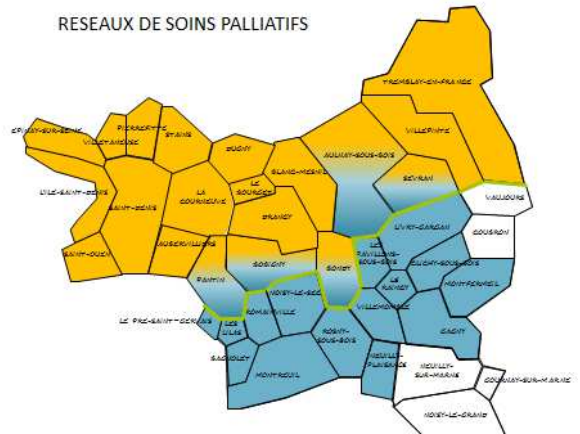 RESEAUX DE SOINS PALLIATIFS
TREMBLAY-EN-FRANCE
VILLEPINTE
EPINAY-SUR-SEINE
PIERREFITTE
VILLETANEUSE
STAINS
DUGNY
AULNAY-SOUS-BOIS
BLANC-MESNIL
SEVRAN
LE
BOURGET
L'ILE-SAINT-DENIS
SAINT-DENIS
LA
COURNEUVE
DRANCY
VAUJOURS
COUBRON
LIVRY-GARGAN
LES
PAVILLONS-
SOUS-BOIS
CLICHY-SOUS-BOIS
SAINT-OUEN
AUBERVILLIERS
BOBIGNY
BONDY
LE
RAINCY
MONTFERMEIL
PANTIN
NOISY-LE-SEC
ROMAINVILLE
VILLEMOMBLE
LE PRE-SAINT-GERVAIS
LES
LILAS
ROSNY-
SOUS-BOIS
GAGNY
BAGNOLET
MONTREUIL
NEUILLY-
PLAISANCE
NEUILLY-
SUR-MARNE
GOURNAY-SUR-MARNE
NOISY-LE-GRAND